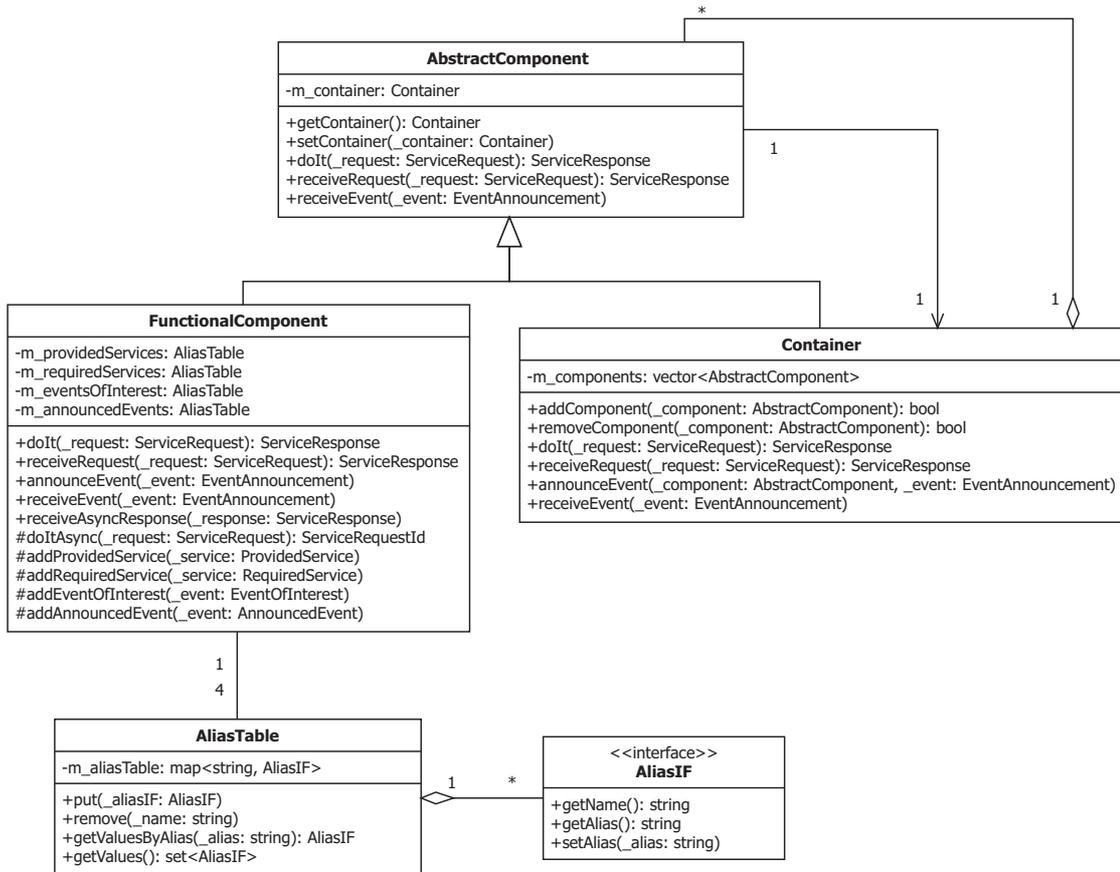 *
AbstractComponent
-m_container: Container
+getContainer(): Container
+setContainer(_container: Container)
+doIt(_request: ServiceRequest): ServiceResponse
+receiveRequest(_request: ServiceRequest): ServiceResponse
+receiveEvent(_event: EventAnnouncement)
1
1
1
FunctionalComponent
-m_providedServices: AliasTable
-m_requiredServices: AliasTable
-m_eventsOfInterest: AliasTable
-m_announcedEvents: AliasTable
+doIt(_request: ServiceRequest): ServiceResponse
+receiveRequest(_request: ServiceRequest): ServiceResponse
+announceEvent(_event: EventAnnouncement)
+receiveEvent(_event: EventAnnouncement)
+receiveAsyncResponse(_response: ServiceResponse)
#doItAsync(_request: ServiceRequest): ServiceRequestId
#addProvidedService(_service: ProvidedService)
#addRequiredService(_service: RequiredService)
#addEventOfInterest(_event: EventOfInterest)
#addAnnouncedEvent(_event: AnnouncedEvent)
Container
-m_components: vector<AbstractComponent>
+addComponent(_component: AbstractComponent): bool
+removeComponent(_component: AbstractComponent): bool
+doIt(_request: ServiceRequest): ServiceResponse
+receiveRequest(_request: ServiceRequest): ServiceResponse
+announceEvent(_component: AbstractComponent, _event: EventAnnouncement)
+receiveEvent(_event: EventAnnouncement)
1
4
AliasTable
-m_aliasTable: map<string, AliasIF>
+put(_aliasIF: AliasIF)
+remove(_name: string)
+getValuesByAlias(_alias: string): AliasIF
+getValues(): set<AliasIF>
1
*
<<interface>>
AliasIF
+getName(): string
+getAlias(): string
+setAlias(_alias: string)